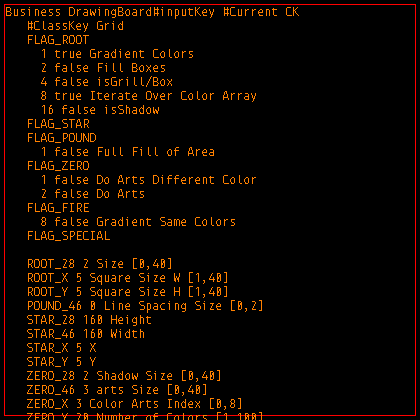 Business DrawingBoard#inputKey #Current CK
#ClassKey Grid
FLAG_ROOT
1 true Gradient Colors
2 false Fill Boxes
4 false isGrill/Box
8 true Iterate Over Color Array
16 false isShadow
FLAG_STAR
FLAG_POUND
1 false Full Fill of Area
FLAG_ZERO
1 false Do Arts Different Color
2 false Do Arts
FLAG_FIRE
8 false Gradient Same Colors
FLAG_SPECIAL
ROOT_28 2 Size [0,40]
ROOT_X 5 Square Size W [1,40]
ROOT_Y 5 Square Size H [1,40]
POUND_46 0 Line Spacing Size [0,2]
STAR_28 160 Height
STAR_46 160 Width
STAR_X 5 X
STAR_Y 5 Y
ZERO_28 2 Shadow Size [0,40]
ZERO_46 3 arts Size [0,40]
ZERO_X 3 Color Arts Index [0,8]
ZERO_Y 20 Number of Colors [1,100]